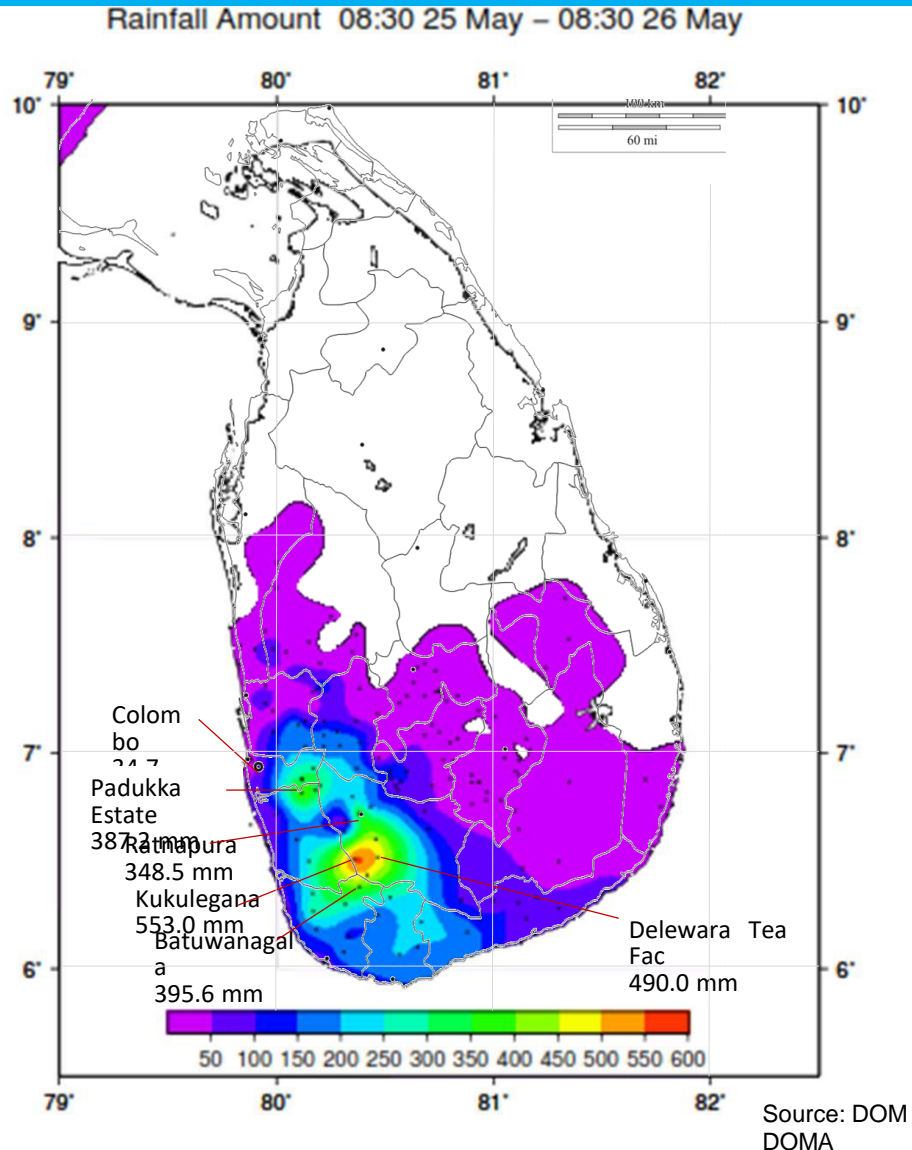 Rainfall Amount 08:30 25 May – 08:30 26 May
79˚ 80˚ 81˚ 82˚
10˚ 10˚
100 km
60 mi
9˚ 9˚
8˚ 8˚
Colom
bo
7˚ 7˚
Padukka
Estate
387.2 mm
Ratnapura
348.5 mm
Kukulegana
553.0 mm
Batuwanagal
a
395.6 mm
Delewara Tea
Fac
490.0 mm
6˚ 6˚
50 100 150 200 250 300 350 400 450 500 550 600
79˚ 80˚ 81˚ 82˚
Source: DOM
DOMA